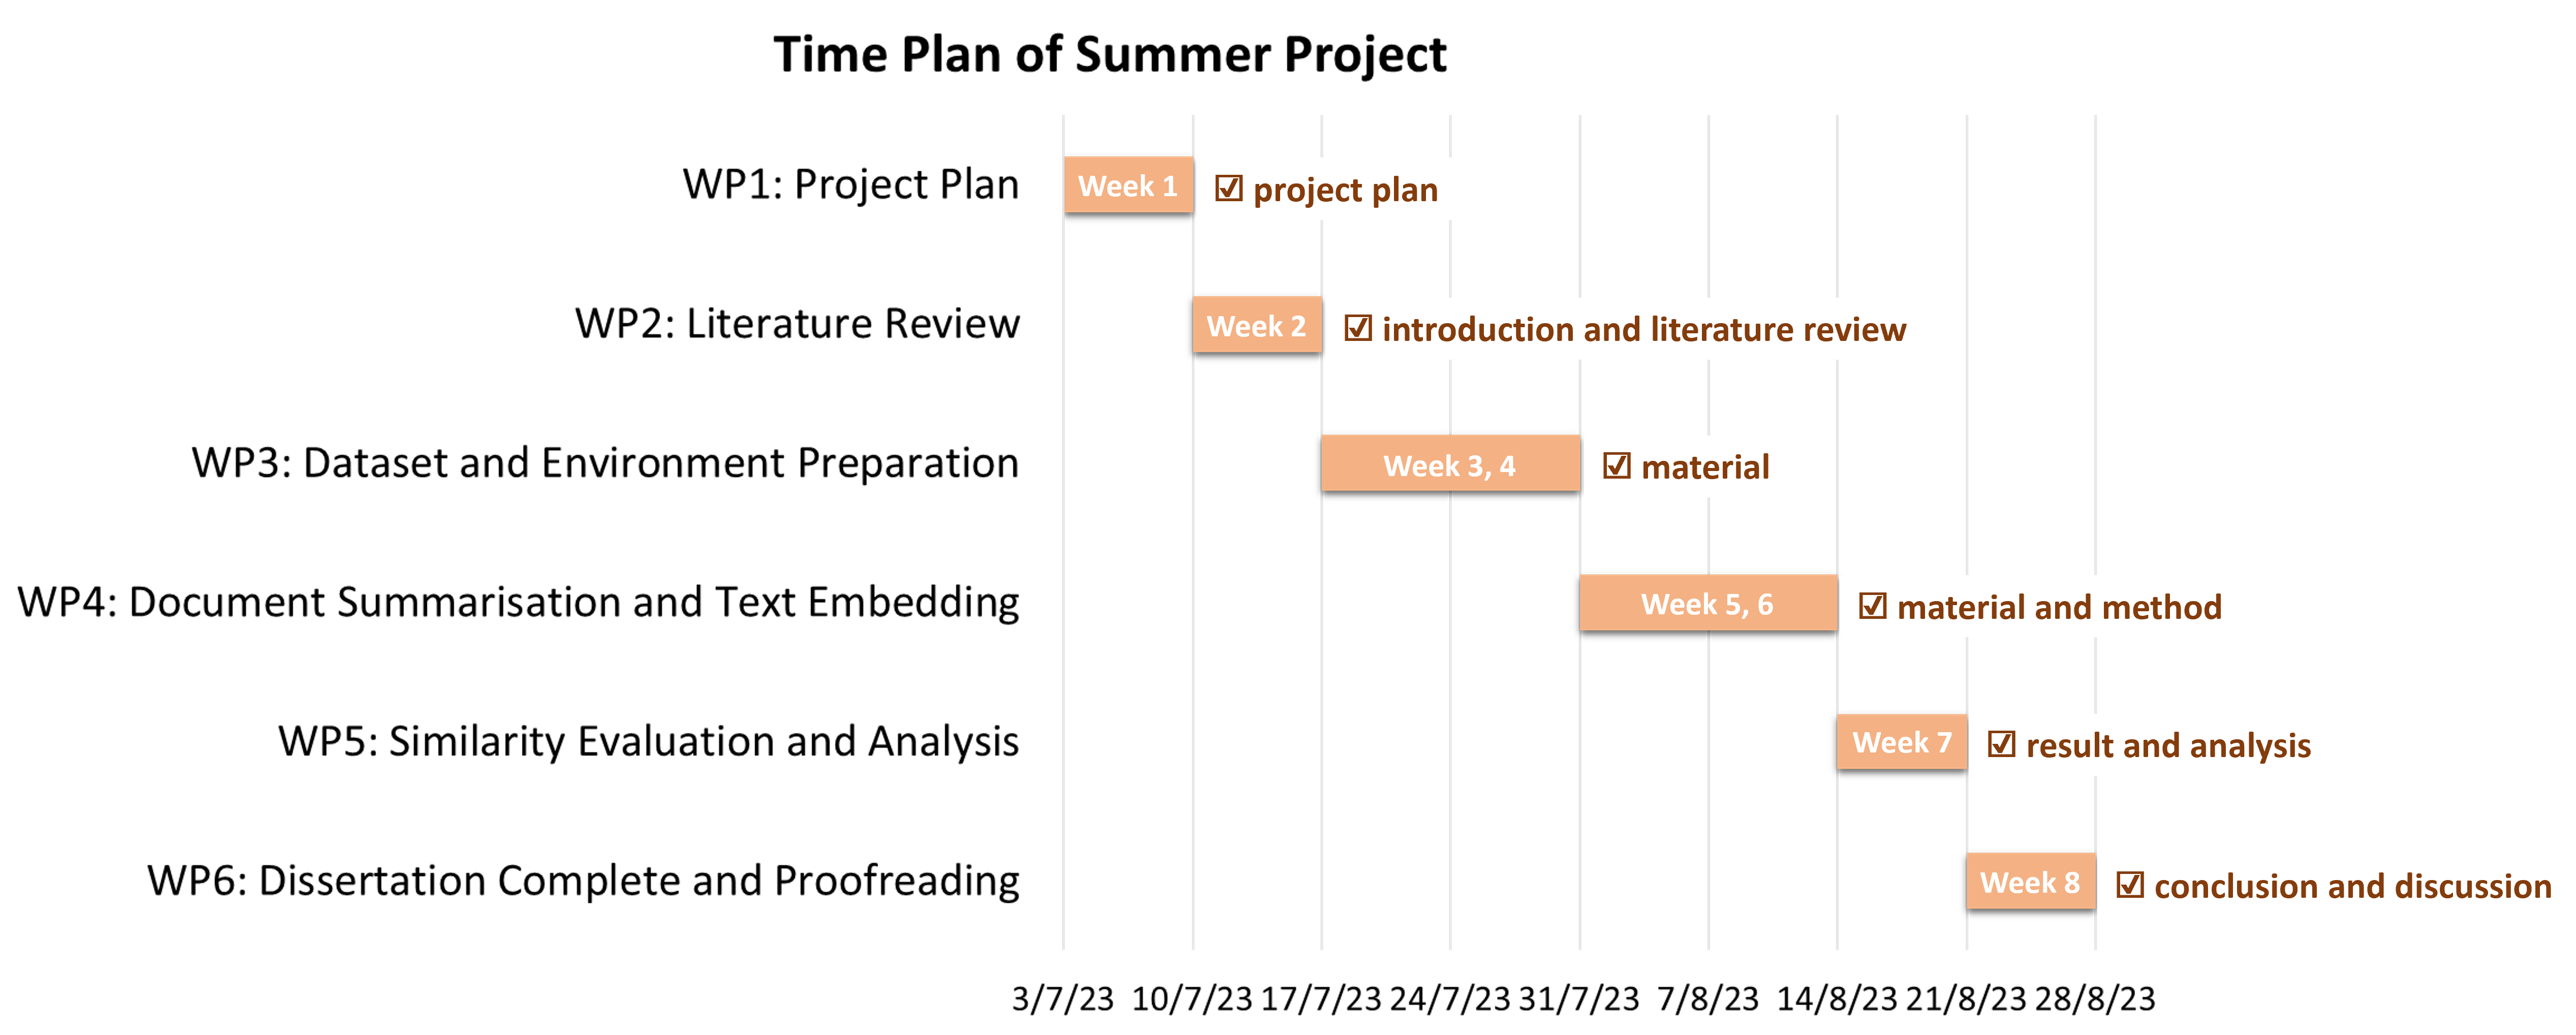 Time Plan of Summer Project
WP1: Project Plan
Week 1
☑ project plan
WP2: Literature Review
Week 2
☑ introduction and literature review
WP3: Dataset and Environment Preparation
Week 3, 4
☑ material
WP4: Document Summarisation and Text Embedding
Week 5, 6
☑ material and method
WP5: Similarity Evaluation and Analysis
Week 7
☑ result and analysis
WP6: Dissertation Complete and Proofreading
Week 8
☑ conclusion and discussion
3/7/23 10/7/23 17/7/23 24/7/23 31/7/23 7/8/23 14/8/23 21/8/23 28/8/23